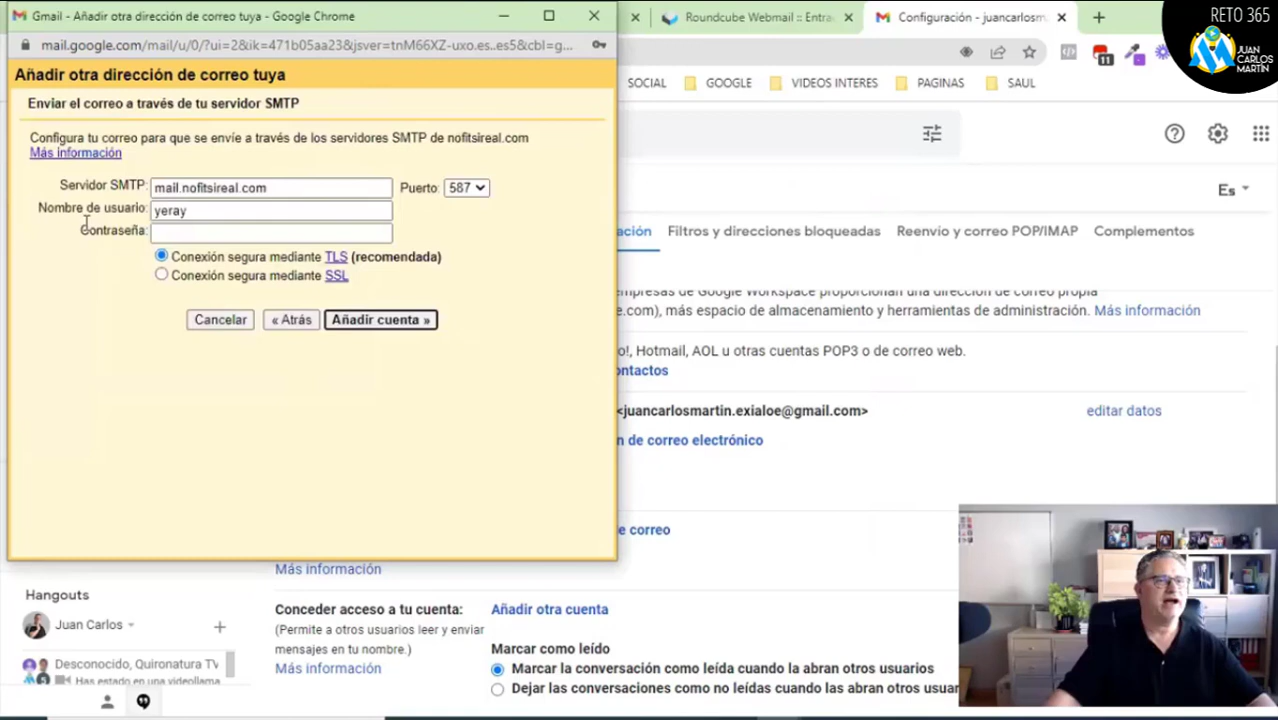 Gmail - Añadir otra dirección de correo tuya - Google Chrome
Roundcube Webmail :: Entra
Configuración - juancarlosm
RETO 365
JUAN
CARLOS
MARTÍN
mail.google.com/mail/u/0/?ui=2&ik=471b05aa23&jsver=tnM66XZ-uxo.es..es5&cbl=g...
11
SOCIAL
GOOGLE
VIDEOS INTERES
PAGINAS
SAUL
Añadir otra dirección de correo tuya
Enviar el correo a través de tu servidor SMTP
Configura tu correo para que se envíe a través de los servidores SMTP de nofitsireal.com
Más información
Servidor SMTP: mail.nofitsireal.com Puerto: 587
Nombre de usuario: yeray
Contraseña:
Conexión segura mediante TLS (recomendada)
Conexión segura mediante SSL
Cancelar « Atrás Añadir cuenta »
Es
ación Filtros y direcciones bloqueadas Reenvío y correo POP/IMAP Complementos
empresas de Google Workspace proporcionan una dirección de correo propia
e.com), más espacio de almacenamiento y herramientas de administración. Más información
o!, Hotmail, AOL u otras cuentas POP3 o de correo web.
ontactos
<juancarlosmartin.exialoe@gmail.com> editar datos
n de correo electrónico
e correo
Más información
Hangouts
Juan Carlos
Desconocido, Quironatura TV
Has estado en una videollama
Conceder acceso a tu cuenta: Añadir otra cuenta
(Permite a otros usuarios leer y enviar
mensajes en tu nombre.)
Más información
Marcar como leído
Marcar la conversación como leída cuando la abran otros usuarios
Dejar las conversaciones como no leídas cuando las abran otros usuar